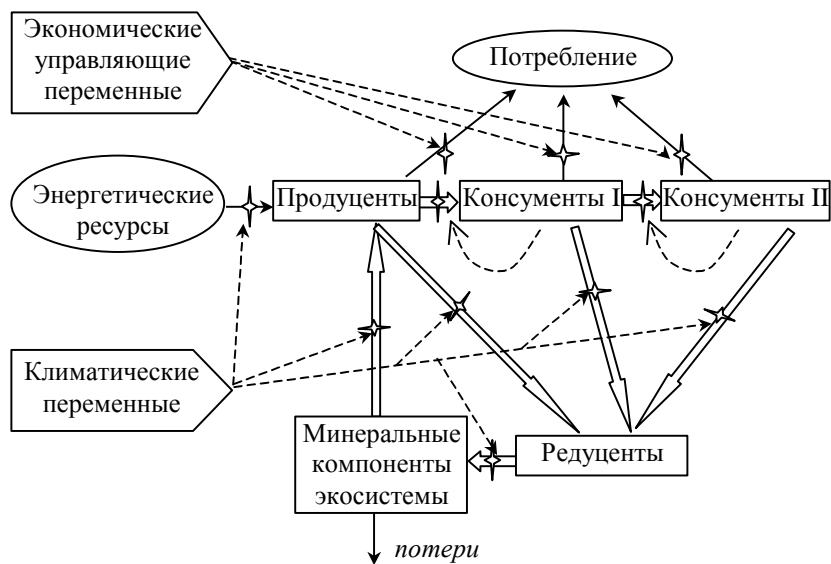 Экономические
управляющие
переменные
Потребление
Энергетические
ресурсы
Продуценты
Консументы I
Консументы II
Климатические
переменные
Минеральные
компоненты
экосистемы
Редуценты
потери